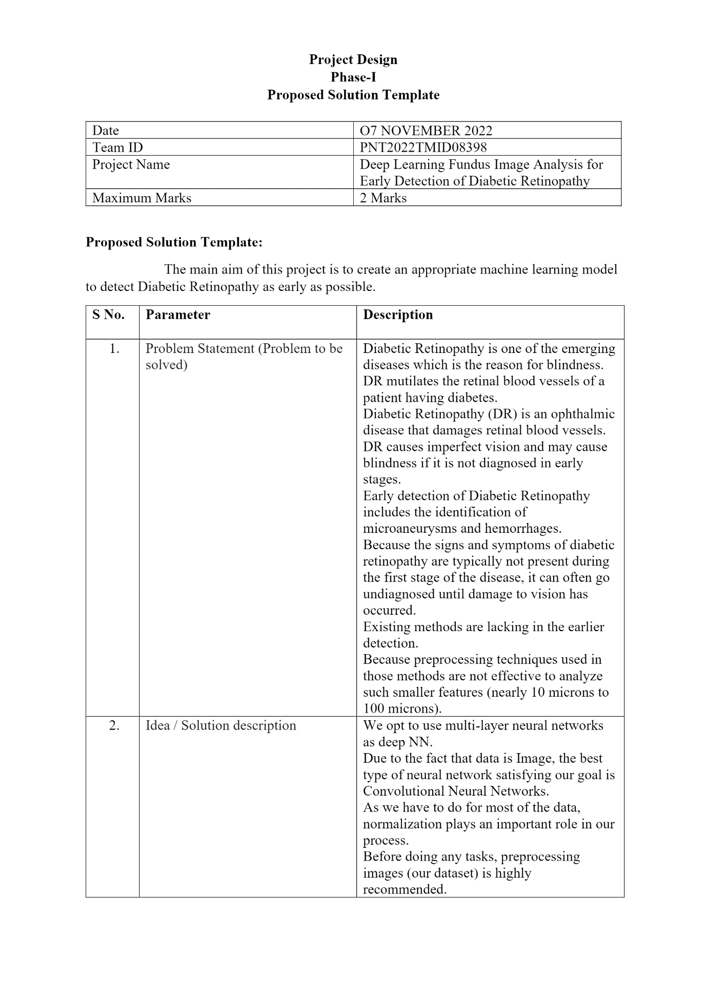 Project Design
Phase-I
Proposed Solution Template
Date O7 NOVEMBER 2022
Team ID PNT2022TMID08398
Project Name Deep Learning Fundus Image Analysis for
Early Detection of Diabetic Retinopathy
Maximum Marks 2 Marks
Proposed Solution Template:
The main aim of this project is to create an appropriate machine learning model
to detect Diabetic Retinopathy as early as possible.
S No. Parameter Description
1. Problem Statement (Problem to be
solved)
Diabetic Retinopathy is one of the emerging
diseases which is the reason for blindness.
DR mutilates the retinal blood vessels of a
patient having diabetes.
Diabetic Retinopathy (DR) is an ophthalmic
disease that damages retinal blood vessels.
DR causes imperfect vision and may cause
blindness if it is not diagnosed in early
stages.
Early detection of Diabetic Retinopathy
includes the identification of
microaneurysms and hemorrhages.
Because the signs and symptoms of diabetic
retinopathy are typically not present during
the first stage of the disease, it can often go
undiagnosed until damage to vision has
occurred.
Existing methods are lacking in the earlier
detection.
Because preprocessing techniques used in
those methods are not effective to analyze
such smaller features (nearly 10 microns to
100 microns).
2. Idea / Solution description
We opt to use multi-layer neural networks
as deep NN.
Due to the fact that data is Image, the best
type of neural network satisfying our goal is
Convolutional Neural Networks.
As we have to do for most of the data,
normalization plays an important role in our
process.
Before doing any tasks, preprocessing
images (our dataset) is highly
recommended.